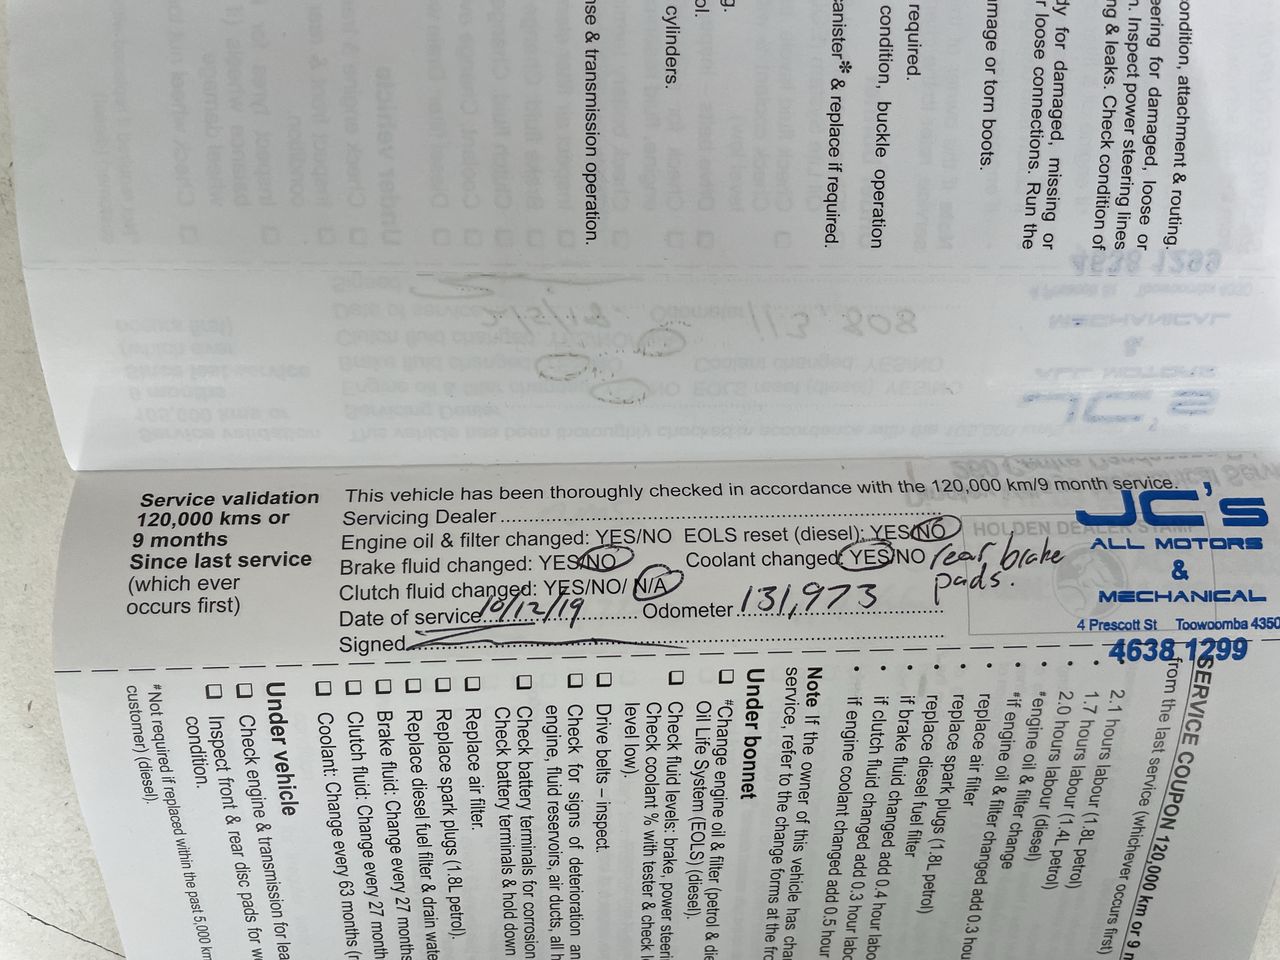 condition, attachment & routing.
eering for damaged, loose or
n. Inspect power steering lines
ng & leaks. Check condition of
dy for damaged, missing or
r loose connections. Run the
mage or torn boots.
required.
condition, buckle operation
anister* & replace if required.
g.
ol.
cylinders.
nse & transmission operation.
Service validation
120,000 kms or
9 months
Since last service
(which ever
occurs first)
This vehicle has been thoroughly checked in accordance with the 120,000 km/9 month service.
Servicing Dealer
Engine oil & filter changed: YES/NO EOLS reset (diesel): YES/NO
Brake fluid changed: YES/NO Coolant changed: YES/NO rear brake
Clutch fluid changed: YES/NO/ N/A pads.
Date of service 10/12/19 Odometer 131,973
Signed
HOLDEN DEALER STAMP
JC's
ALL MOTORS
&
MECHANICAL
4 Prescott St Toowoomba 4350
4638 1299
SERVICE COUPON 120,000 km or 9 m
from the last service (whichever occurs first)
• 2.1 hours labour (1.8L petrol)
• 1.7 hours labour (1.4L petrol)
• 2.0 hours labour (diesel)
• *engine oil & filter change
• #if engine oil & filter changed add 0.3 hou
• replace air filter
• replace spark plugs (1.8L petrol)
• replace diesel fuel filter
• if brake fluid changed add 0.4 hour labo
• if clutch fluid changed add 0.3 hour labo
• if engine coolant changed add 0.5 hour
Note If the owner of this vehicle has chan
service, refer to the change forms at the fro
Under bonnet
#Change engine oil & filter (petrol & die
Oil Life System (EOLS) (diesel).
Check fluid levels: brake, power steeri
Check coolant % with tester & check l
level low).
Drive belts – inspect.
Check for signs of deterioration an
engine, fluid reservoirs, air ducts, all h
Check battery terminals for corrosion
Check battery terminals & hold down
Replace air filter.
Replace spark plugs (1.8L petrol).
Replace diesel fuel filter & drain wate
Brake fluid: Change every 27 months
Clutch fluid: Change every 27 month
Coolant: Change every 63 months (r
Under vehicle
Check engine & transmission for lea
Inspect front & rear disc pads for we
condition.
#Not required if replaced within the past 5,000 km
customer) (diesel).